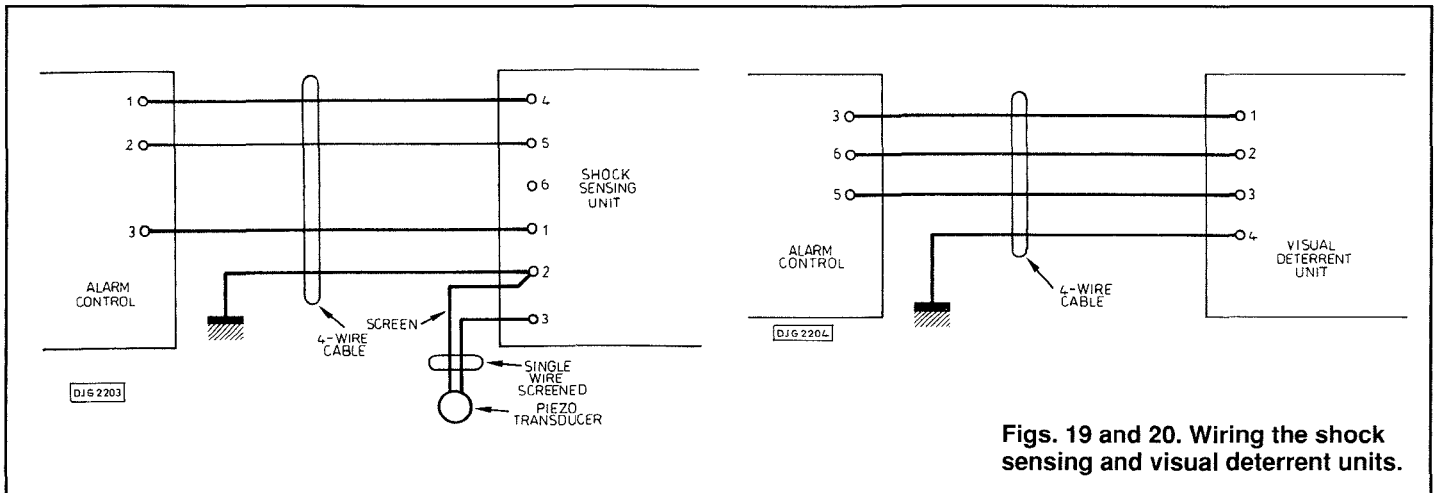 1
2
3
ALARM
CONTROL
4
5
6
1
2
3
SHOCK
SENSING
UNIT
4-WIRE
CABLE
SCREEN
SINGLE
WIRE
SCREENED
PIEZO
TRANSDUCER
DJG 2203
3
6
5
ALARM
CONTROL
1
2
3
4
VISUAL
DETERRENT
UNIT
4-WIRE
CABLE
DJG 2204
Figs. 19 and 20. Wiring the shock
sensing and visual deterrent units.